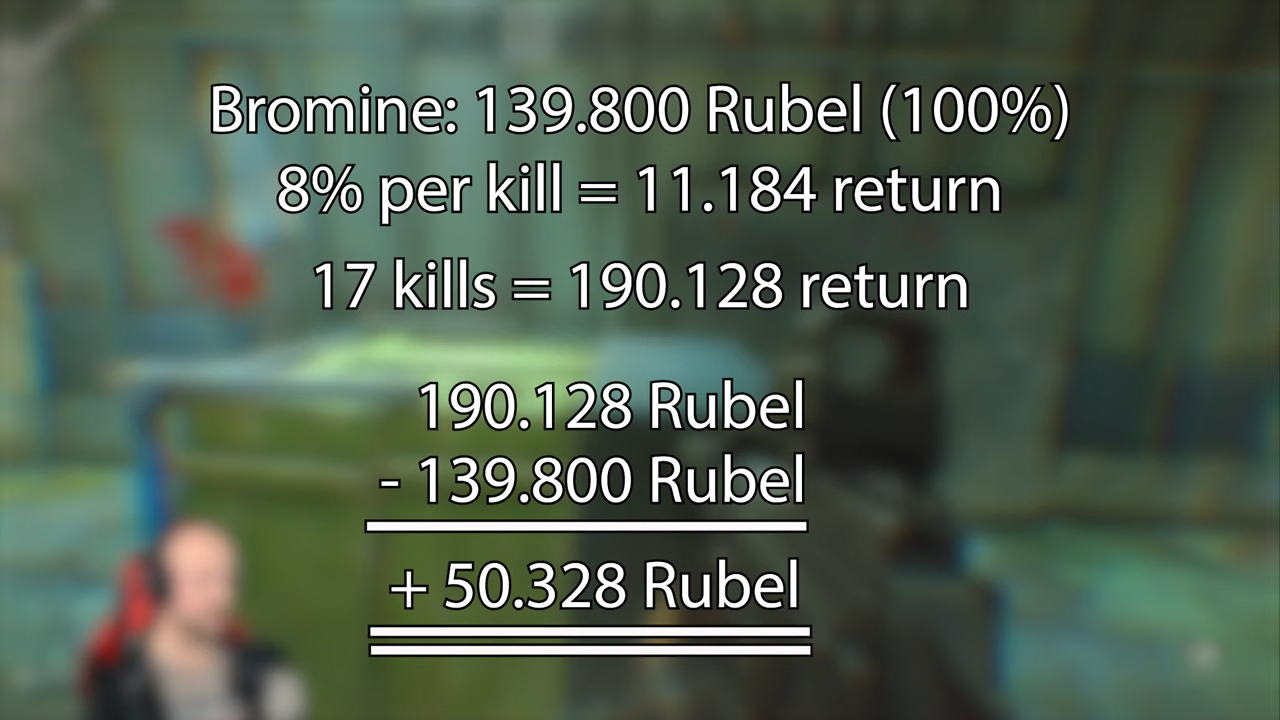 Bromine: 139.800 Rubel (100%)
8% per kill = 11.184 return
17 kills = 190.128 return
190.128 Rubel
- 139.800 Rubel
+ 50.328 Rubel